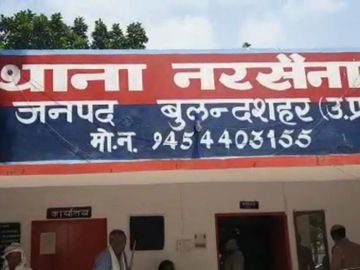 थाना नरसैना
जनपद बुलन्दशहर (उ.प्र
मो.न. 9454403155
कार्यालय